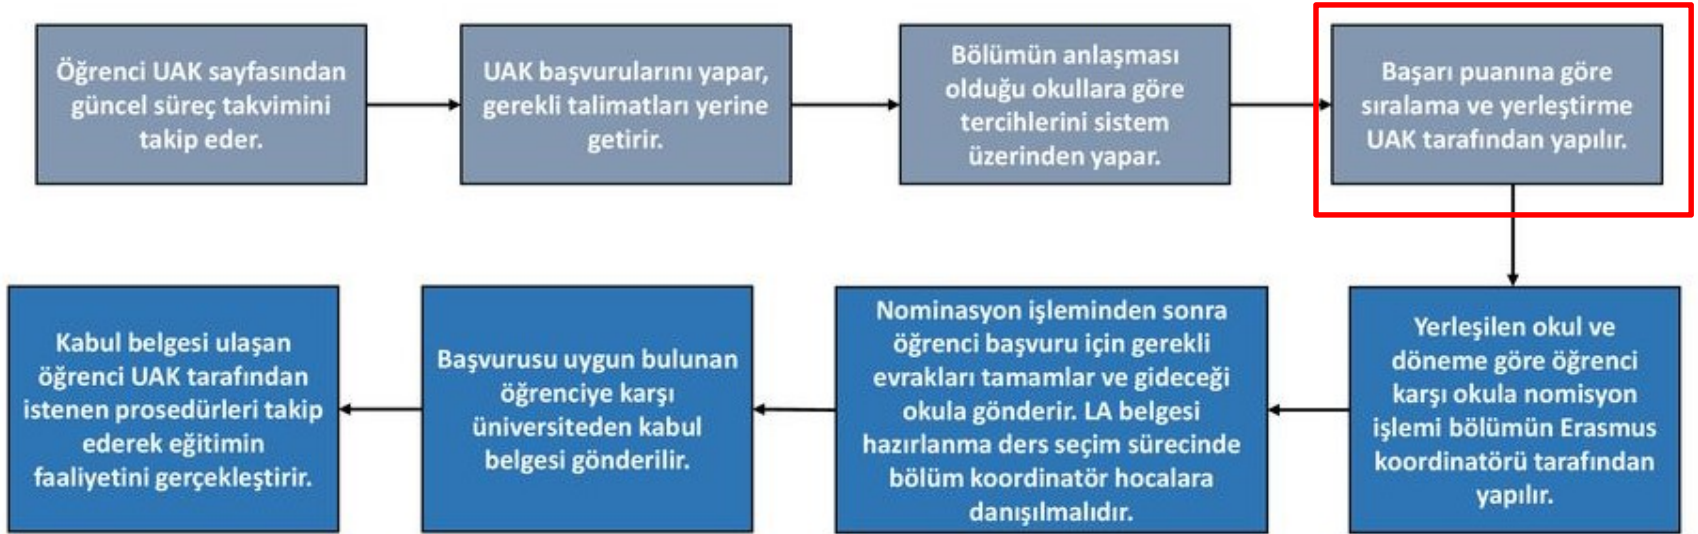 Öğrenci UAK sayfasından
güncel süreç takvimini
takip eder.
UAK başvurularını yapar,
gerekli talimatları yerine
getirir.
Bölümün anlaşması
olduğu okullara göre
tercihlerini sistem
üzerinden yapar.
Başarı puanına göre
sıralama ve yerleştirme
UAK tarafından yapılır.
Yerleşilen okul ve
döneme göre öğrenci
karşı okula nomisyon
işlemi bölümün Erasmus
koordinatörü tarafından
yapılır.
Nominasyon işleminden sonra
öğrenci başvuru için gerekli
evrakları tamamlar ve gideceği
okula gönderir. LA belgesi
hazırlanma ders seçim sürecinde
bölüm koordinatör hocalara
danışılmalıdır.
Başvurusu uygun bulunan
öğrenciye karşı
üniversiteden kabul
belgesi gönderilir.
Kabul belgesi ulaşan
öğrenci UAK tarafından
istenen prosedürleri takip
ederek eğitimin
faaliyetini gerçekleştirir.